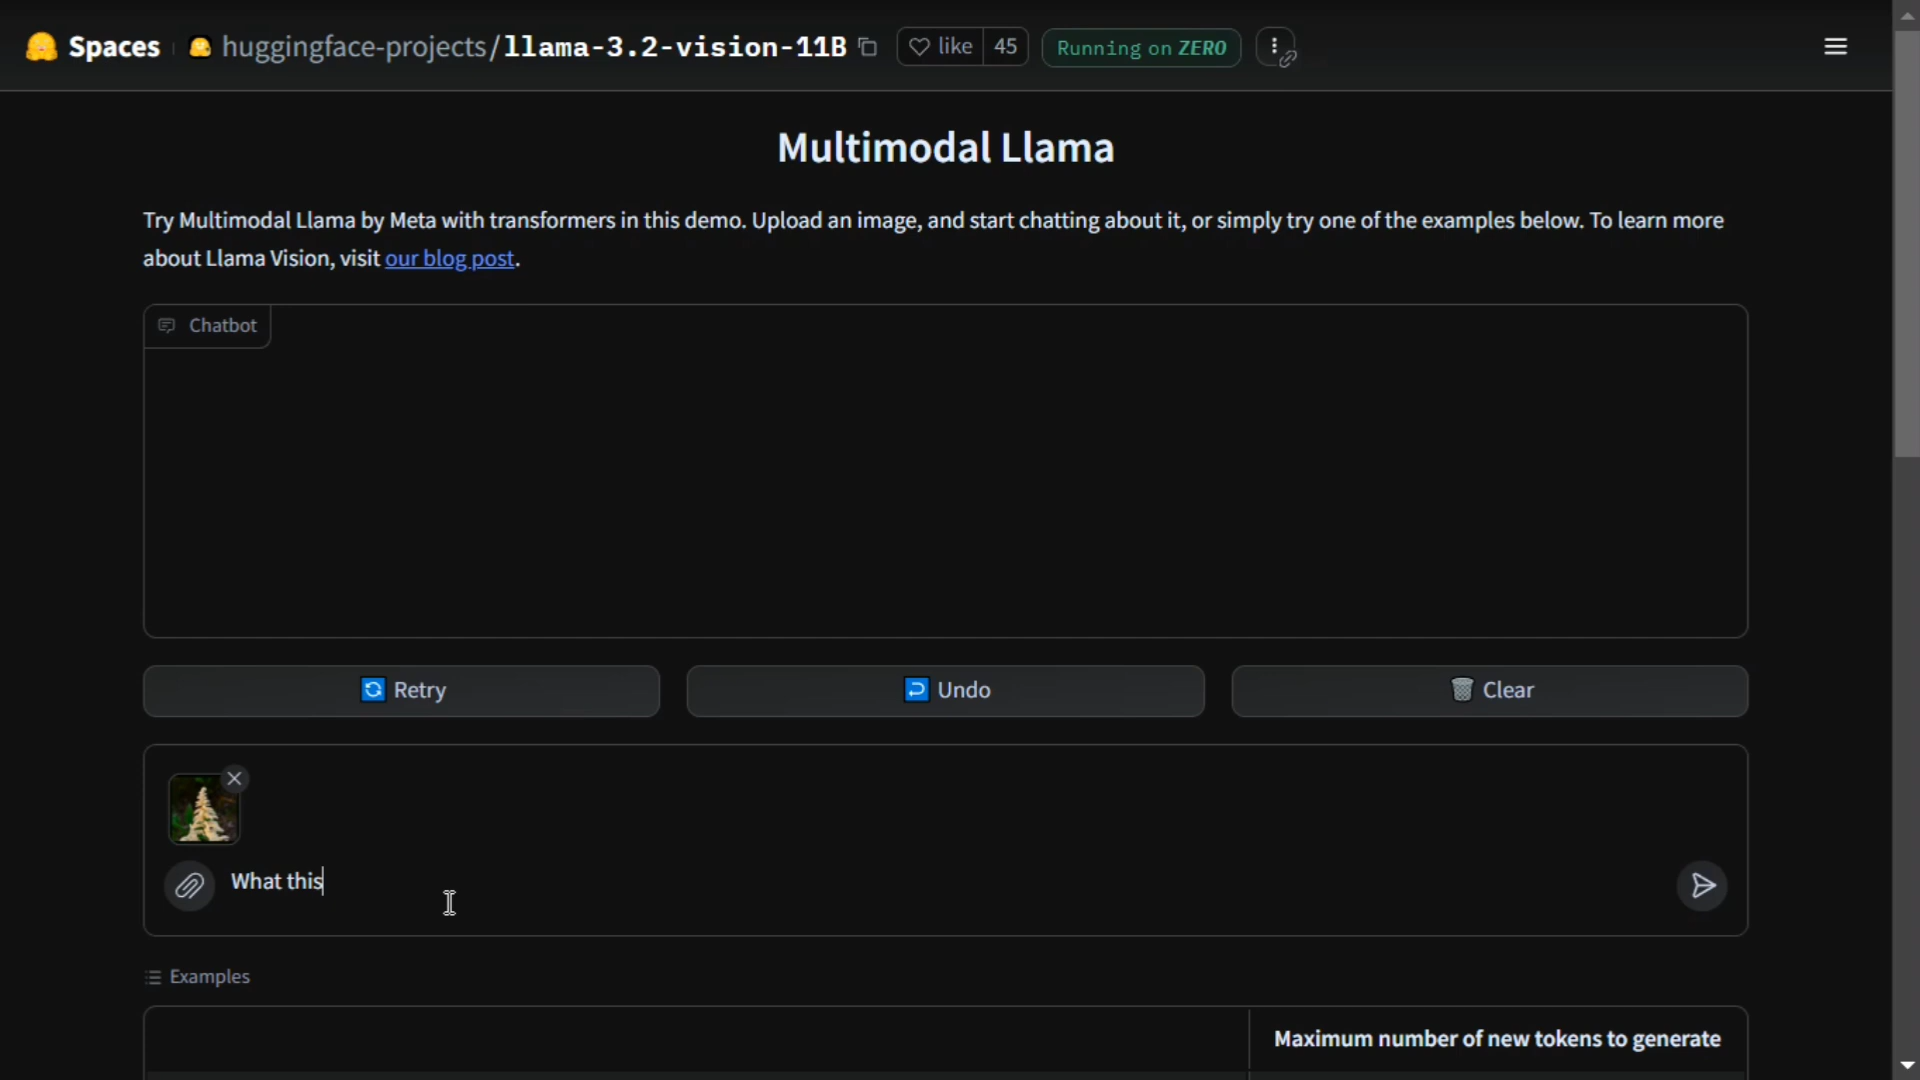 Spaces huggingface-projects/llama-3.2-vision-11B like 45 Running on ZERO
Multimodal Llama
Try Multimodal Llama by Meta with transformers in this demo. Upload an image, and start chatting about it, or simply try one of the examples below. To learn more
about Llama Vision, visit our blog post.
Chatbot
Retry Undo Clear
What this
Examples
Maximum number of new tokens to generate